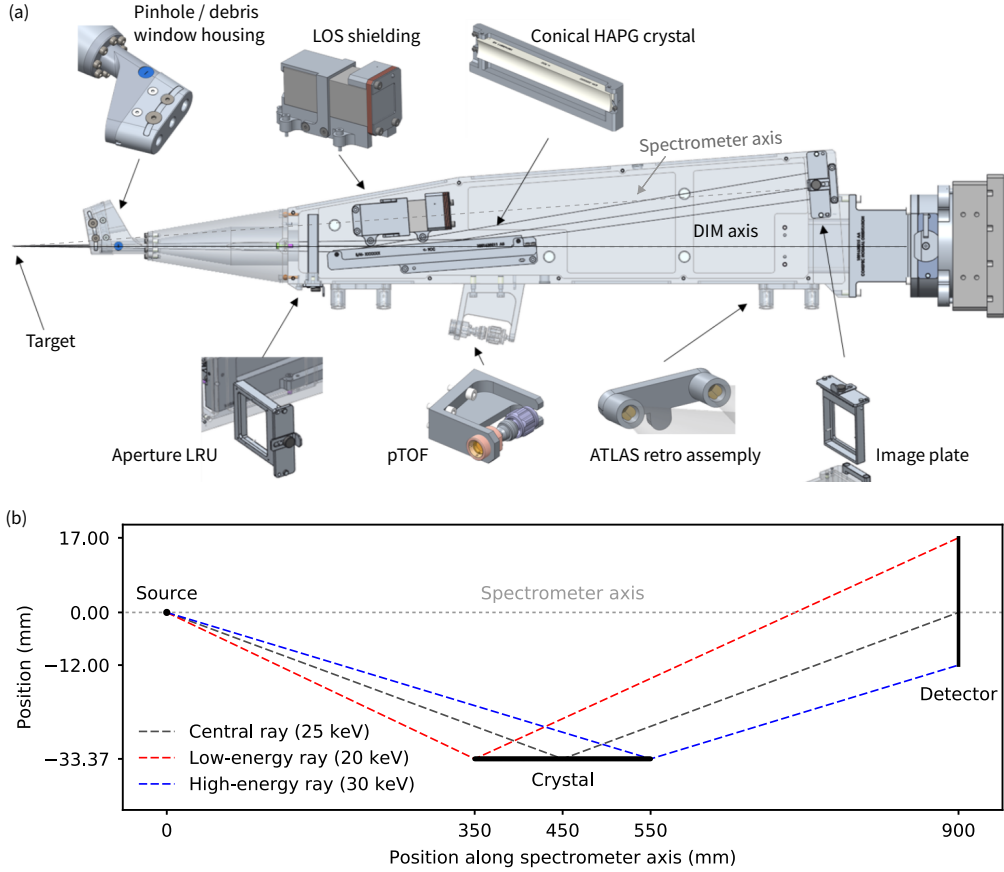 (a)
Pinhole / debris
window housing
LOS shielding
Conical HAPG crystal
Spectrometer axis
DIM axis
Target
Aperture LRU
pTOF
ATLAS retro assembly
Image plate
(b)
17.00
0.00
−12.00
−33.37
Position (mm)
Source
Spectrometer axis
Detector
Crystal
Central ray (25 keV)
Low-energy ray (20 keV)
High-energy ray (30 keV)
0
350
450
550
900
Position along spectrometer axis (mm)